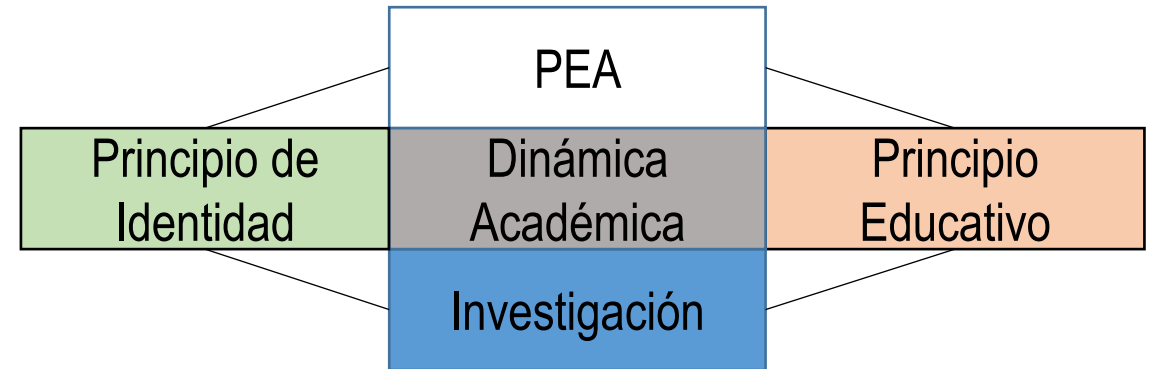 PEA
Principio de
Identidad
Dinámica
Académica
Principio
Educativo
Investigación